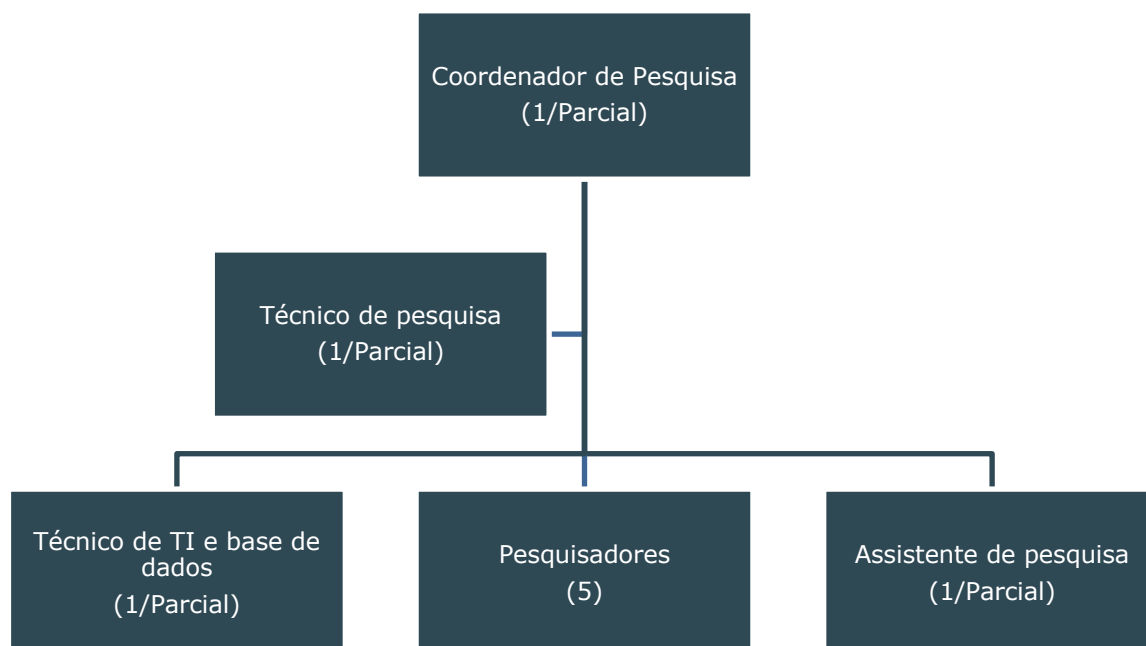 Coordenador de Pesquisa
(1/Parcial)
Técnico de pesquisa
(1/Parcial)
Técnico de TI e base de
dados
(1/Parcial)
Pesquisadores
(5)
Assistente de pesquisa
(1/Parcial)